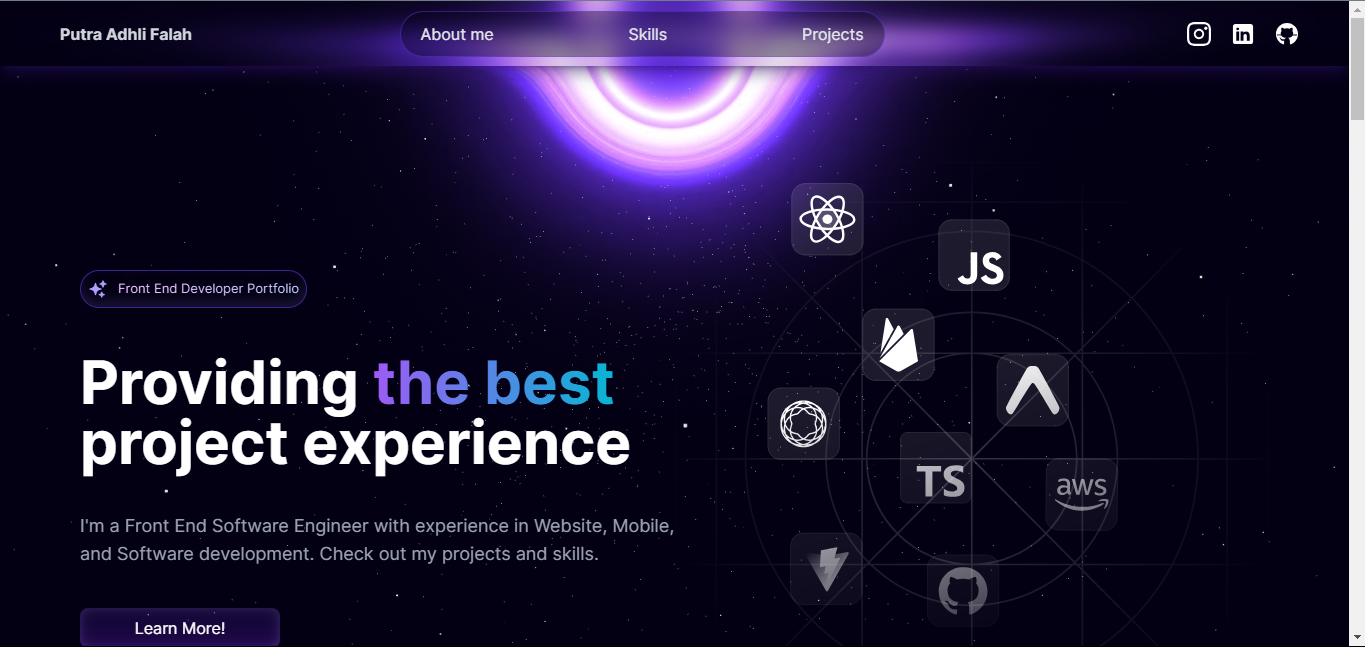 Putra Adhli Falah
About me
Skills
Projects
in
JS
Front End Developer Portfolio
Providing the best
project experience
TS
aws
I'm a Front End Software Engineer with experience in Website, Mobile,
and Software development. Check out my projects and skills.
Learn More!